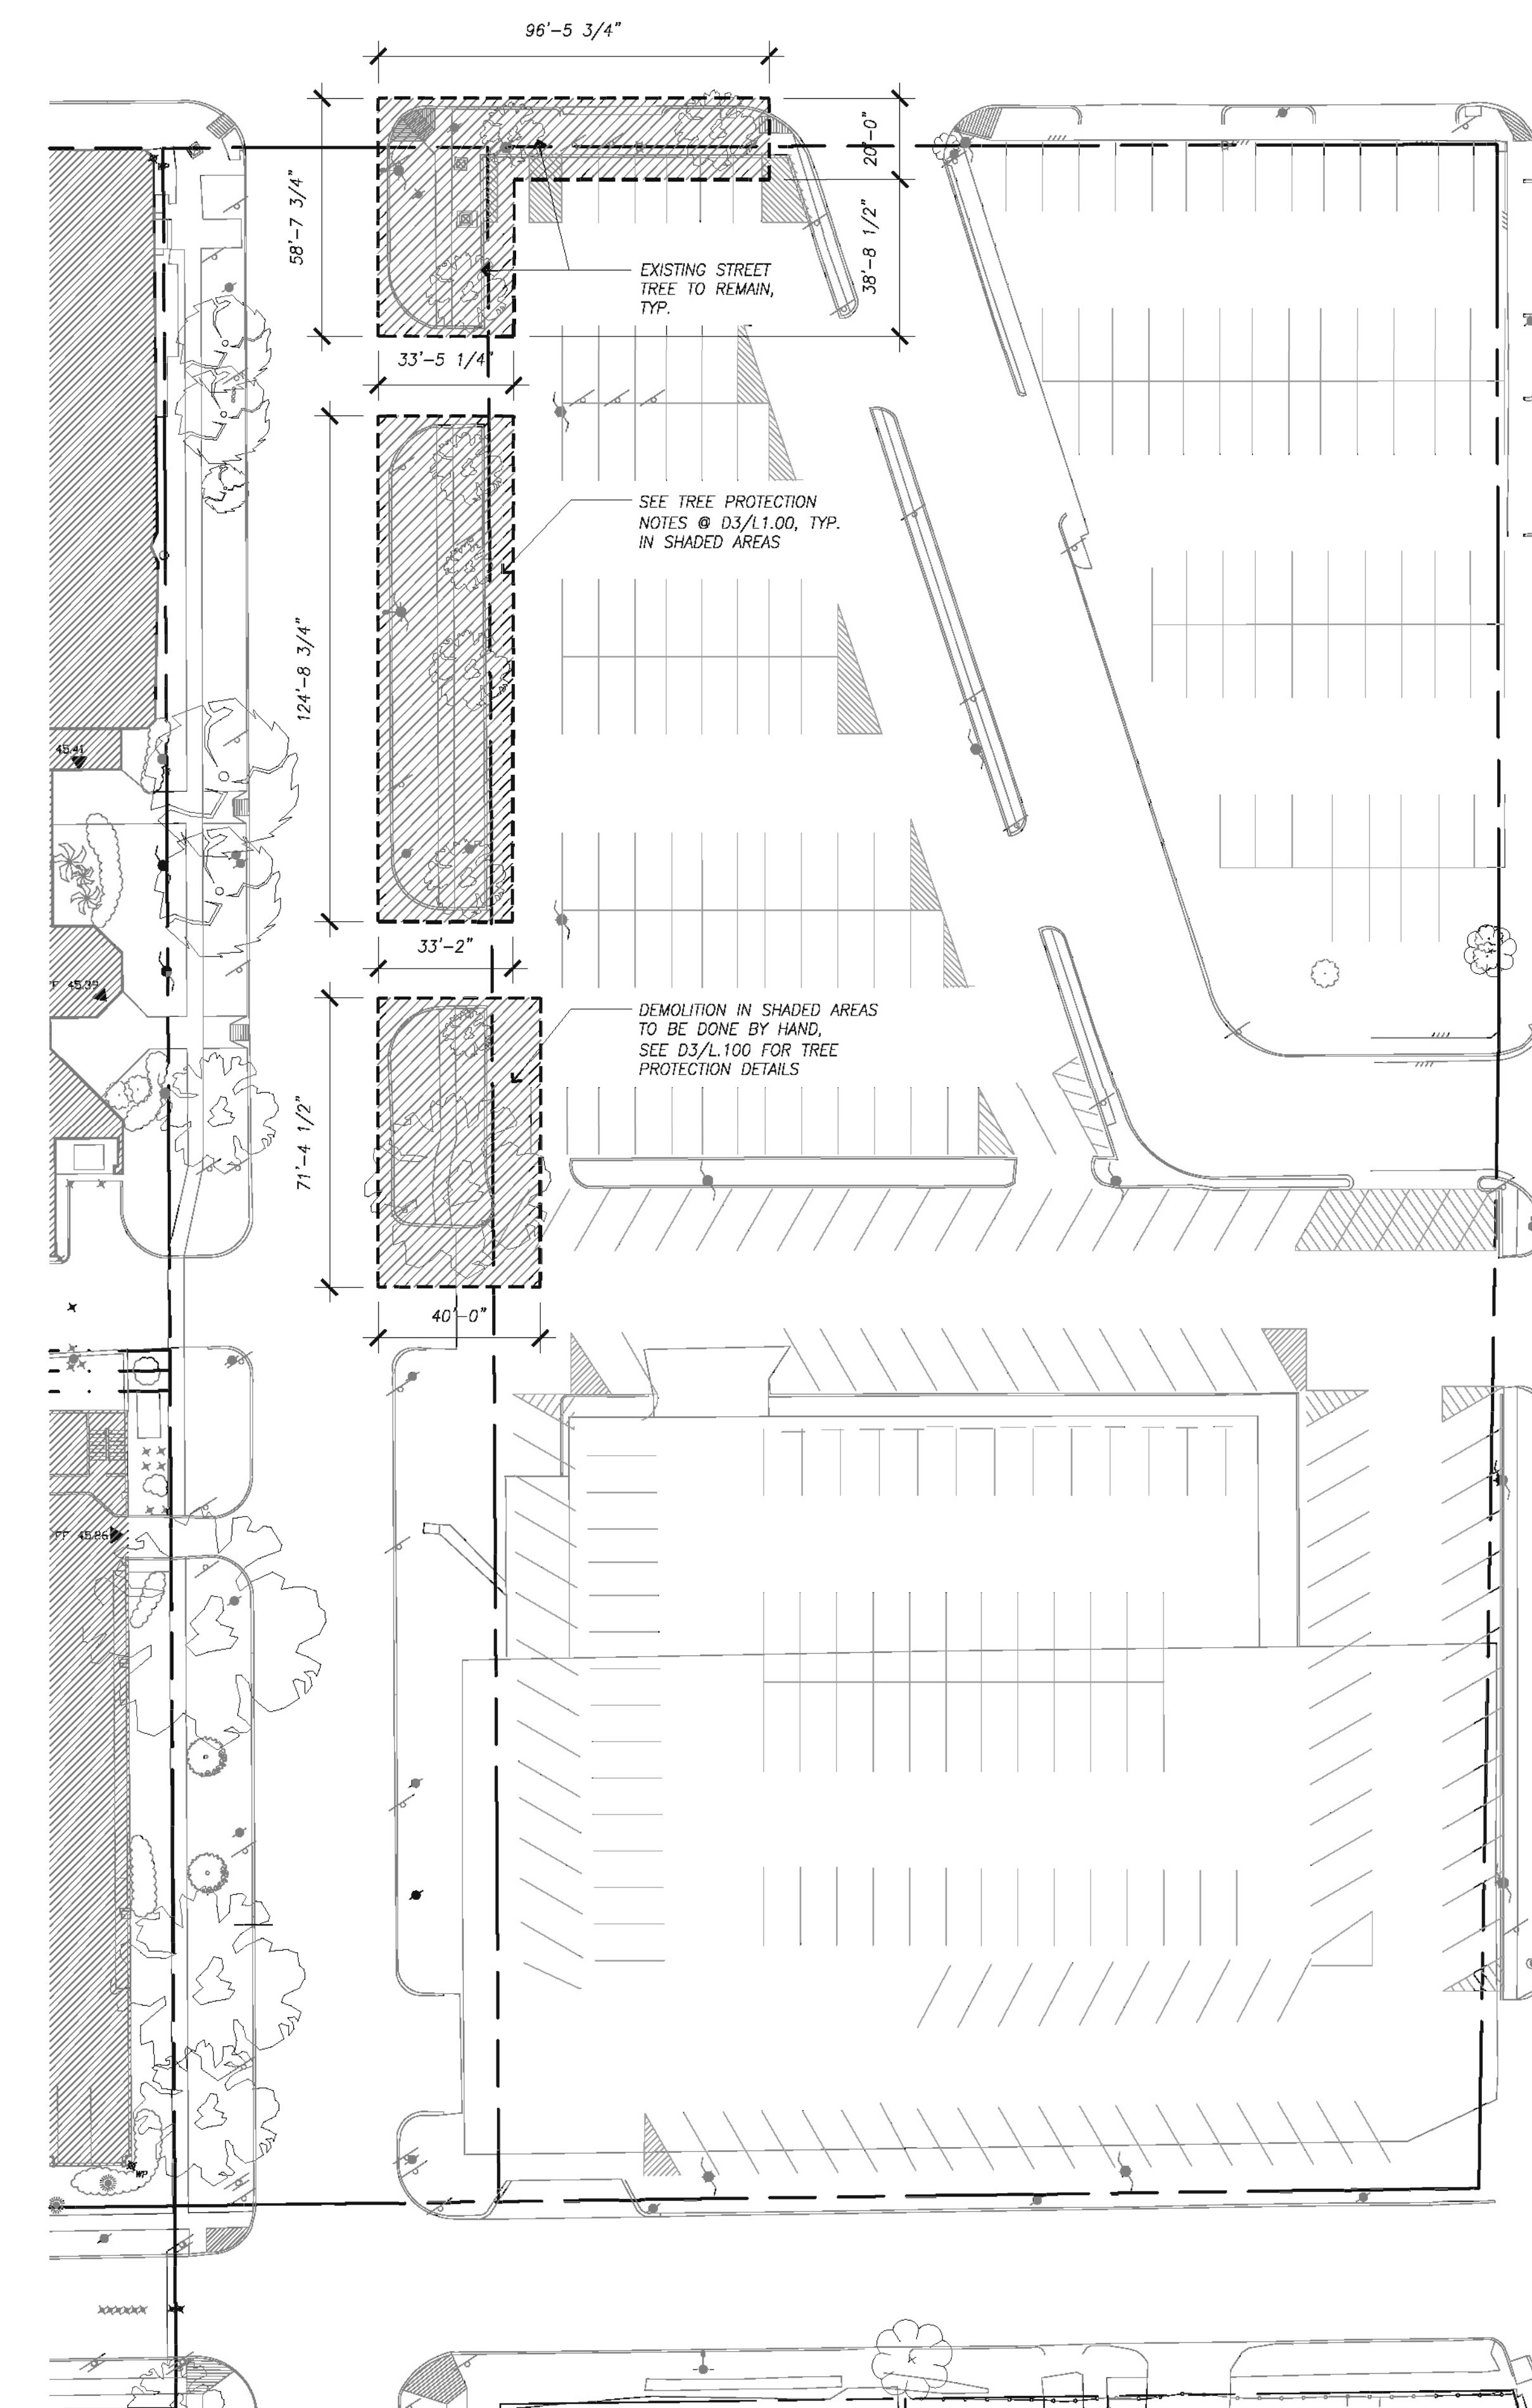 96'-5 3/4"
20'-0"
58'-7 3/4"
38'-8 1/2"
EXISTING STREET
TREE TO REMAIN,
TYP.
33'-5 1/4"
SEE TREE PROTECTION
NOTES @ D3/L1.00, TYP.
IN SHADED AREAS
124'-8 3/4"
45.41
33'-2"
45.39
DEMOLITION IN SHADED AREAS
TO BE DONE BY HAND,
SEE D3/L.100 FOR TREE
PROTECTION DETAILS
71'-4 1/2"
40'-0"
FF 45.86
WP